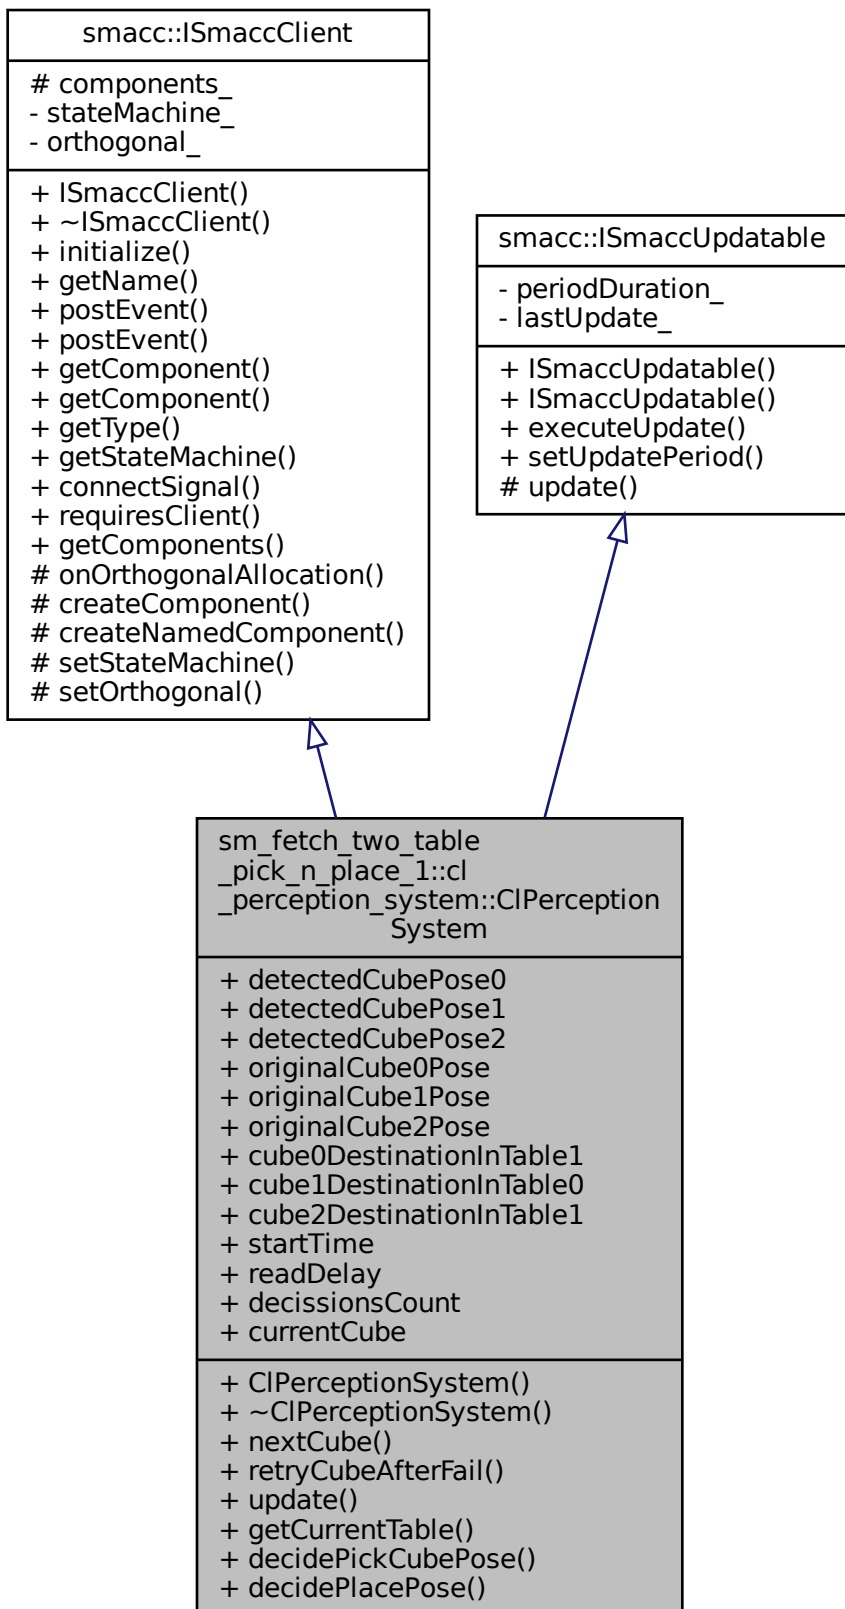 smacc::ISmaccClient
# components_
- stateMachine_
- orthogonal_
+ ISmaccClient()
+ ~ISmaccClient()
+ initialize()
+ getName()
+ postEvent()
+ postEvent()
+ getComponent()
+ getComponent()
+ getType()
+ getStateMachine()
+ connectSignal()
+ requiresClient()
+ getComponents()
# onOrthogonalAllocation()
# createComponent()
# createNamedComponent()
# setStateMachine()
# setOrthogonal()
smacc::ISmaccUpdatable
- periodDuration_
- lastUpdate_
+ ISmaccUpdatable()
+ ISmaccUpdatable()
+ executeUpdate()
+ setUpdatePeriod()
# update()
sm_fetch_two_table
_pick_n_place_1::cl
_perception_system::ClPerception
System
+ detectedCubePose0
+ detectedCubePose1
+ detectedCubePose2
+ originalCube0Pose
+ originalCube1Pose
+ originalCube2Pose
+ cube0DestinationInTable1
+ cube1DestinationInTable0
+ cube2DestinationInTable1
+ startTime
+ readDelay
+ decissionsCount
+ currentCube
+ ClPerceptionSystem()
+ ~ClPerceptionSystem()
+ nextCube()
+ retryCubeAfterFail()
+ update()
+ getCurrentTable()
+ decidePickCubePose()
+ decidePlacePose()